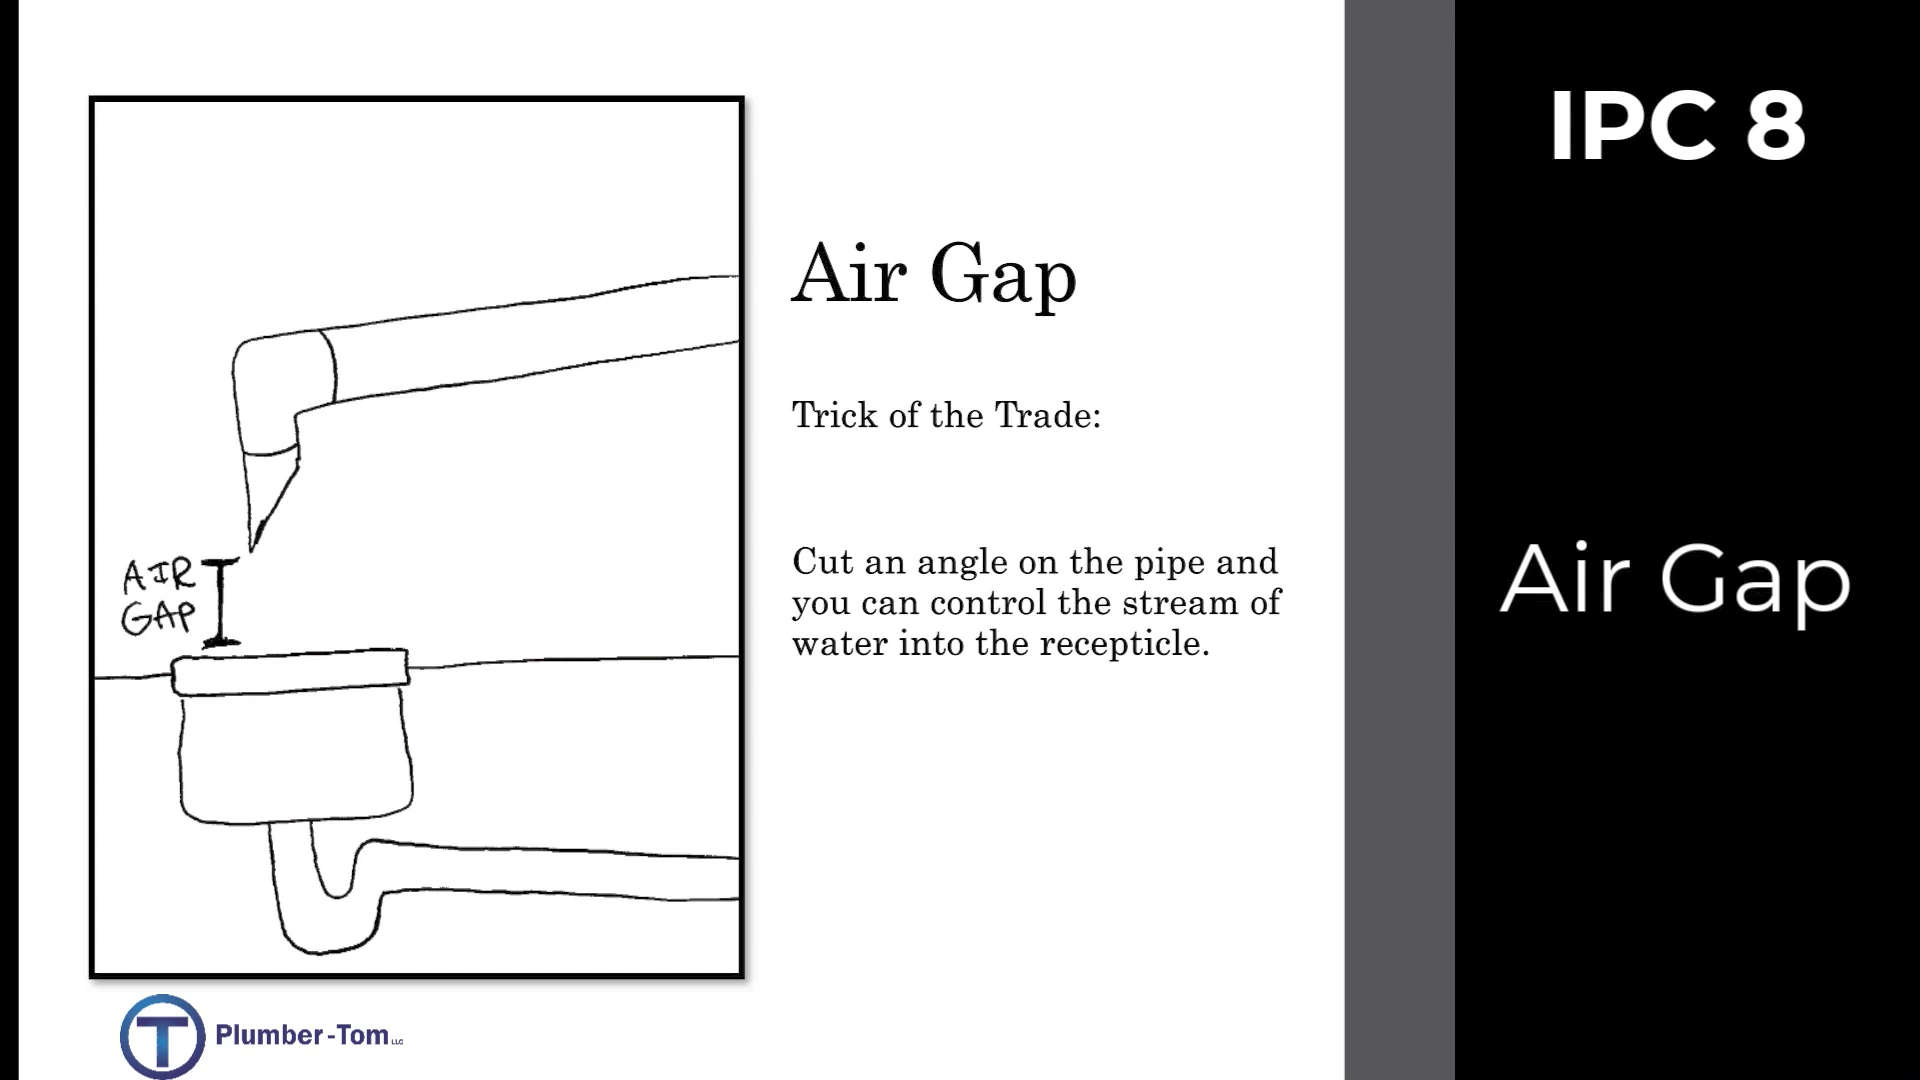 IPC 8
Air Gap
Trick of the Trade:
Cut an angle on the pipe and
you can control the stream of
water into the recepticle.
AIR
GAP
Air Gap
T
Plumber-Tom LLC